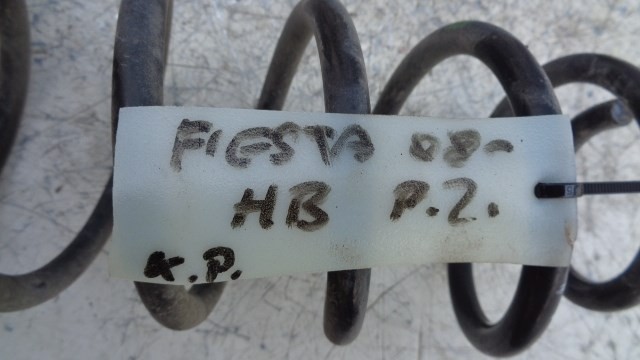 FIESTA 08-
HB P.Z.
K.P.